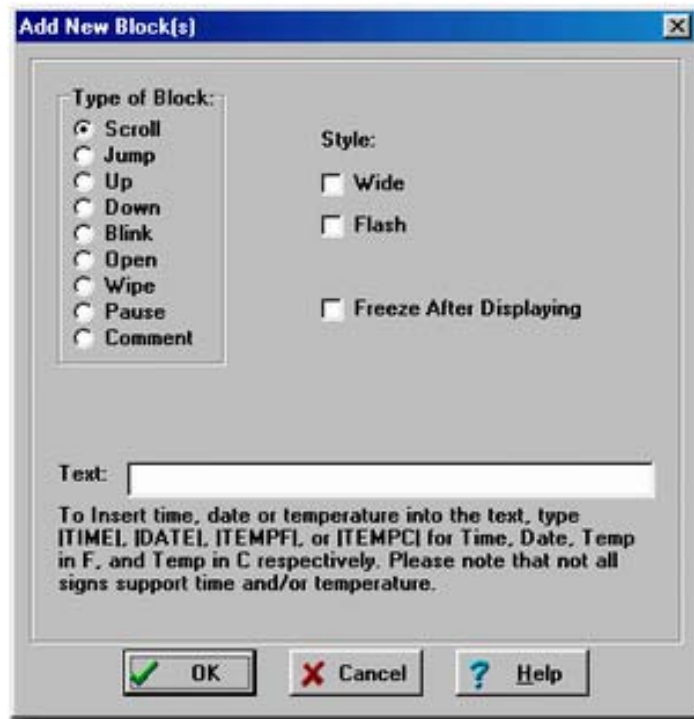 Add New Block(s)
Type of Block:
Scroll
Jump
Up
Down
Blink
Open
Wipe
Pause
Comment
Style:
Wide
Flash
Freeze After Displaying
Text:
To Insert time, date or temperature into the text, type
|TIME|, |DATE|, |TEMPF|, or |TEMPC| for Time, Date, Temp
in F, and Temp in C respectively. Please note that not all
signs support time and/or temperature.
OK
Cancel
Help